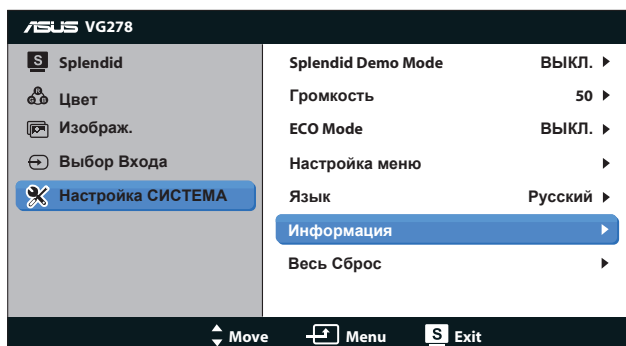 ASUS VG278
S Splendid
Цвет
Изображ.
Выбор Входа
Настройка СИСТЕМА
Splendid Demo Mode ВЫКЛ.
Громкость 50
ECO Mode ВЫКЛ.
Настройка меню
Язык Русский
Информация
Весь Сброс
Move Menu S Exit